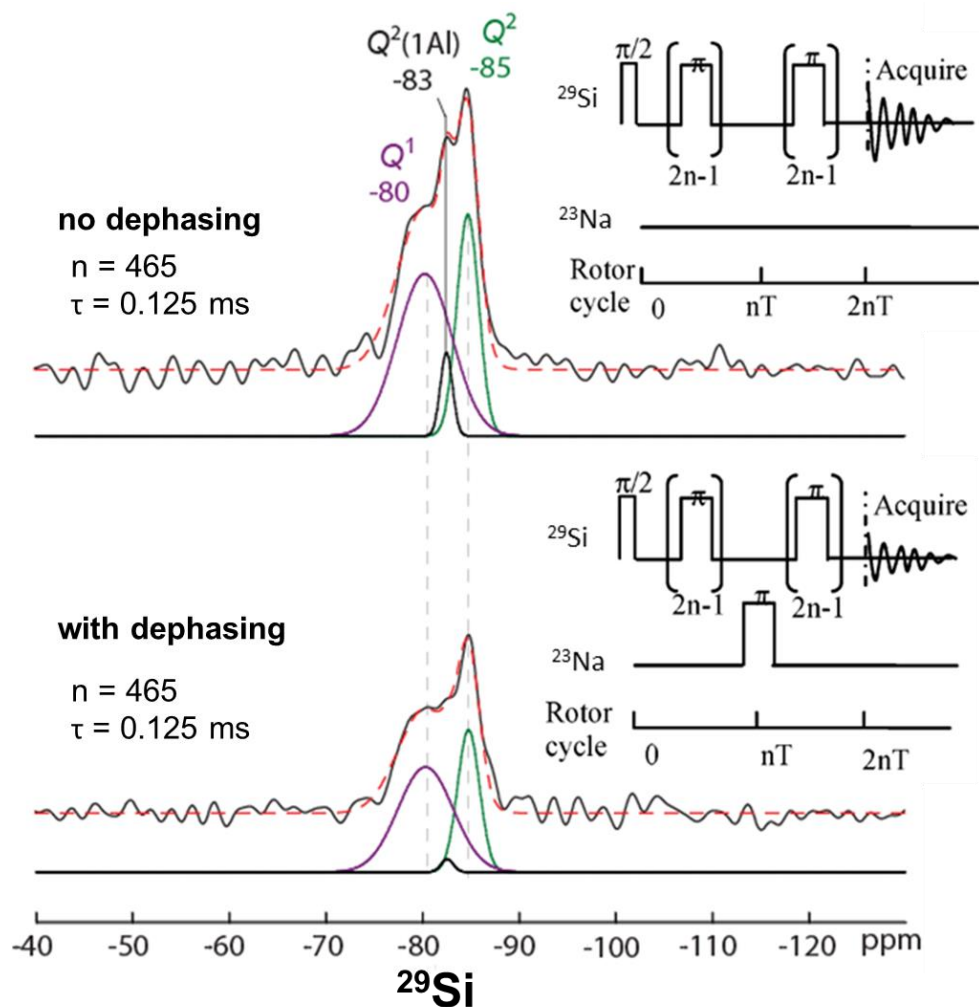 Q²(1Al)
-83
Q²
-85
Q¹
-80
no dephasing
n = 465
τ = 0.125 ms
π/2
π
π
Acquire
²⁹Si
2n-1
2n-1
²³Na
Rotor
cycle
0
nT
2nT
π/2
π
π
Acquire
²⁹Si
2n-1
2n-1
π
²³Na
Rotor
cycle
0
nT
2nT
with dephasing
n = 465
τ = 0.125 ms
-40 -50 -60 -70 -80 -90 -100 -110 -120 ppm
²⁹Si